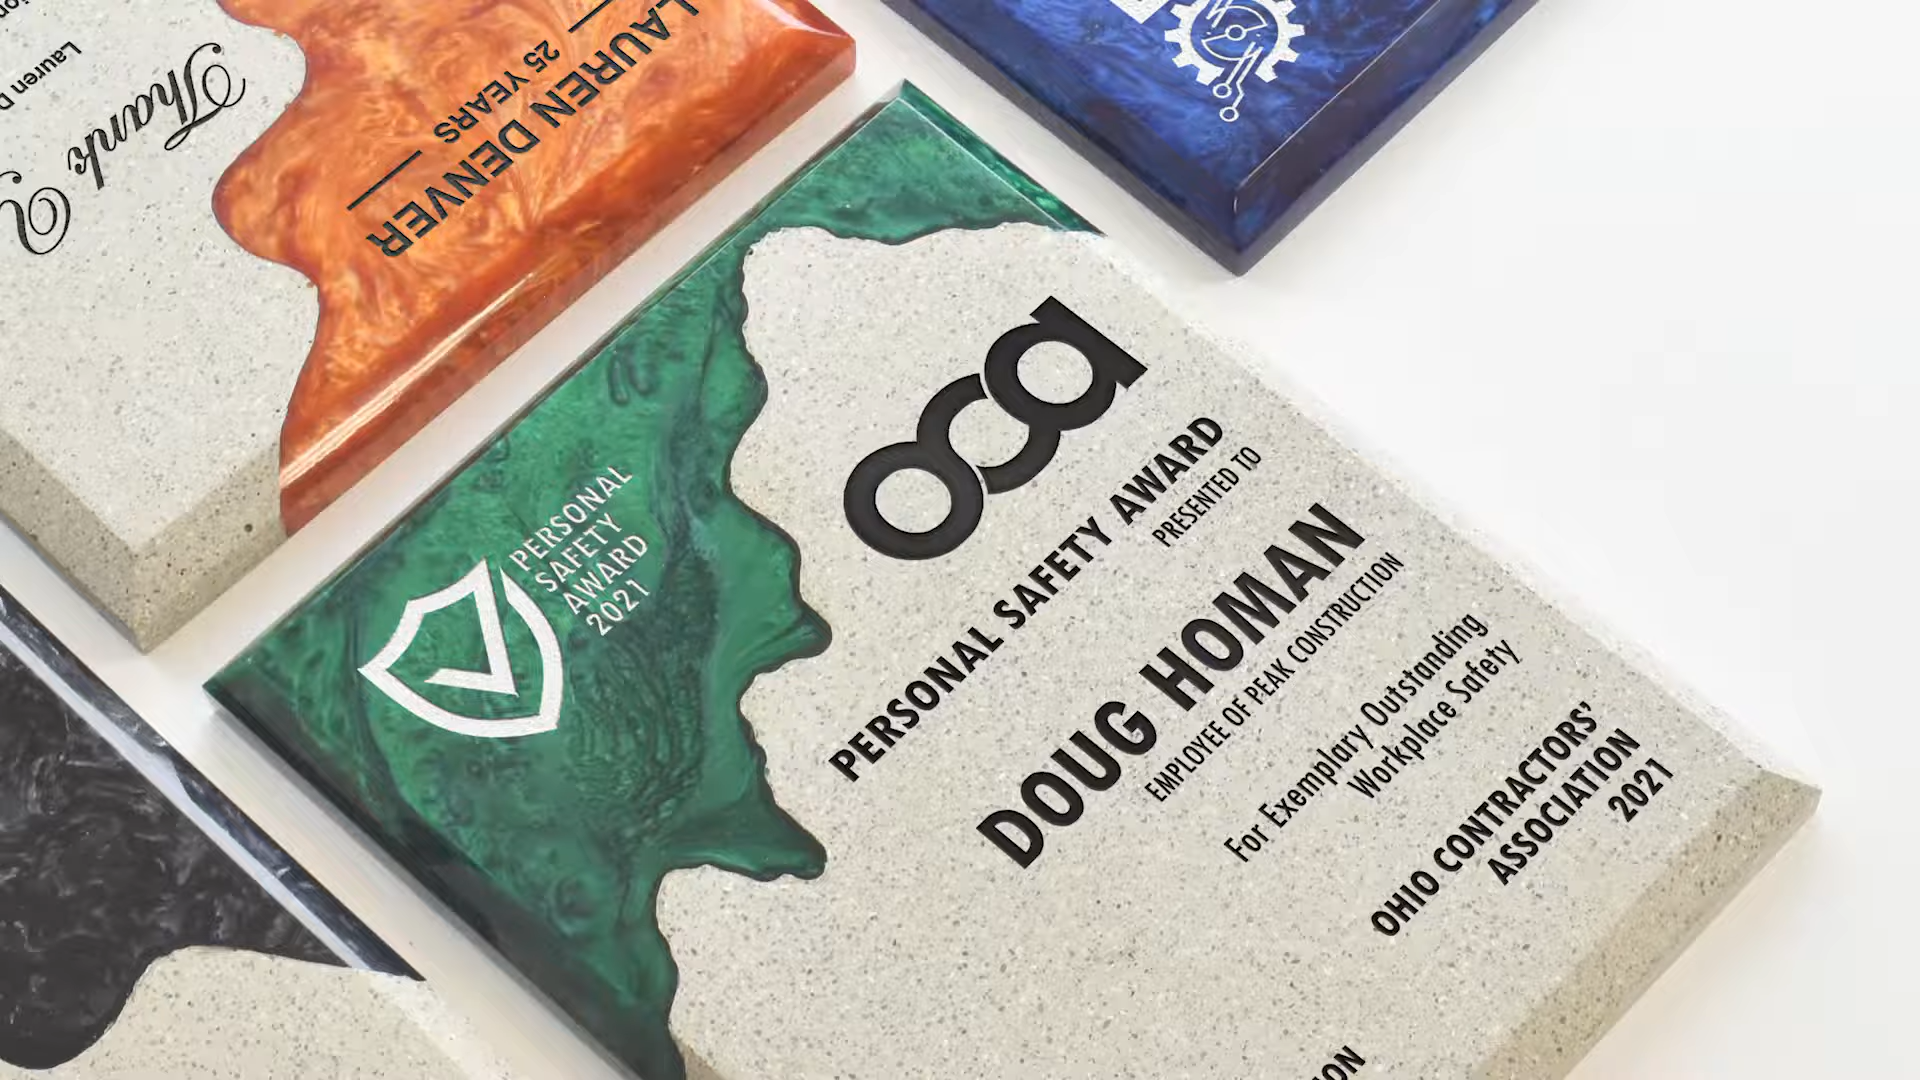 oca
PERSONAL SAFETY AWARD
PRESENTED TO
DOUG HOMAN
EMPLOYEE OF PEAK CONSTRUCTION
For Exemplary Outstanding
Workplace Safety
OHIO CONTRACTORS'
ASSOCIATION
2021
PERSONAL
SAFETY
AWARD
2021
LAUREN DENVER
25 YEARS
Thank
Lauren